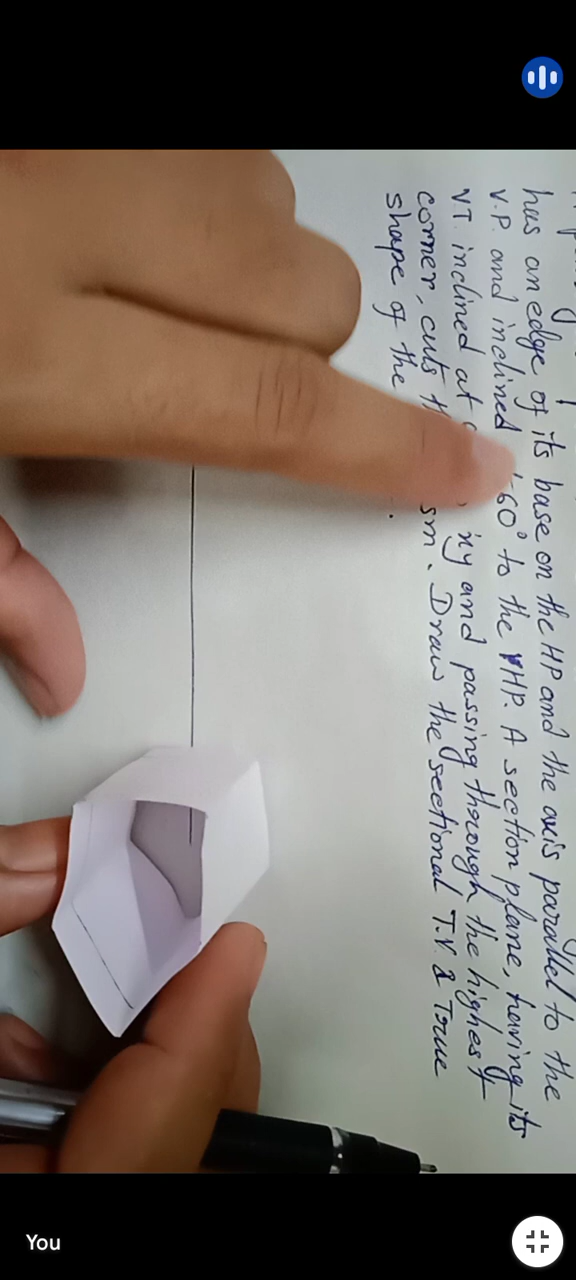 has an edge of its base on the HP and the axis parallel to the
V.P. and inclined 60° to the HP. A section plane, having its
V.T. inclined at xy and passing through the highest
corner, cuts . Draw the sectional T.V & True
shape of the
You